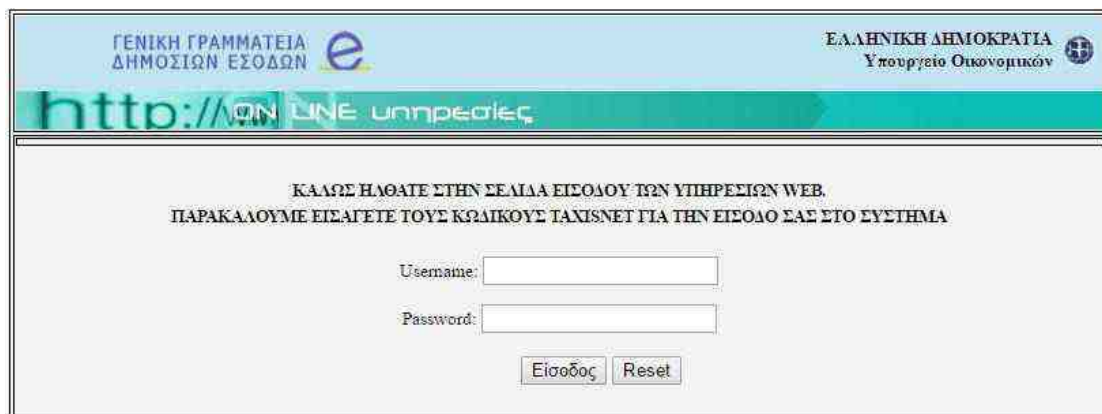 ΓΕΝΙΚΗ ΓΡΑΜΜΑΤΕΙΑ
ΔΗΜΟΣΙΩΝ ΕΣΟΔΩΝ
e
ΕΛΛΗΝΙΚΗ ΔΗΜΟΚΡΑΤΙΑ
Υπουργείο Οικονομικών
http://ww
ON LINE υπηρεσίες
ΚΑΛΩΣ ΗΛΘΑΤΕ ΣΤΗΝ ΣΕΛΙΔΑ ΕΙΣΟΔΟΥ ΤΩΝ ΥΠΗΡΕΣΙΩΝ WEB.
ΠΑΡΑΚΑΛΟΥΜΕ ΕΙΣΑΓΕΤΕ ΤΟΥΣ ΚΩΔΙΚΟΥΣ TAXISNET ΓΙΑ ΤΗΝ ΕΙΣΟΔΟ ΣΑΣ ΣΤΟ ΣΥΣΤΗΜΑ
Username:
Password:
Είσοδος Reset